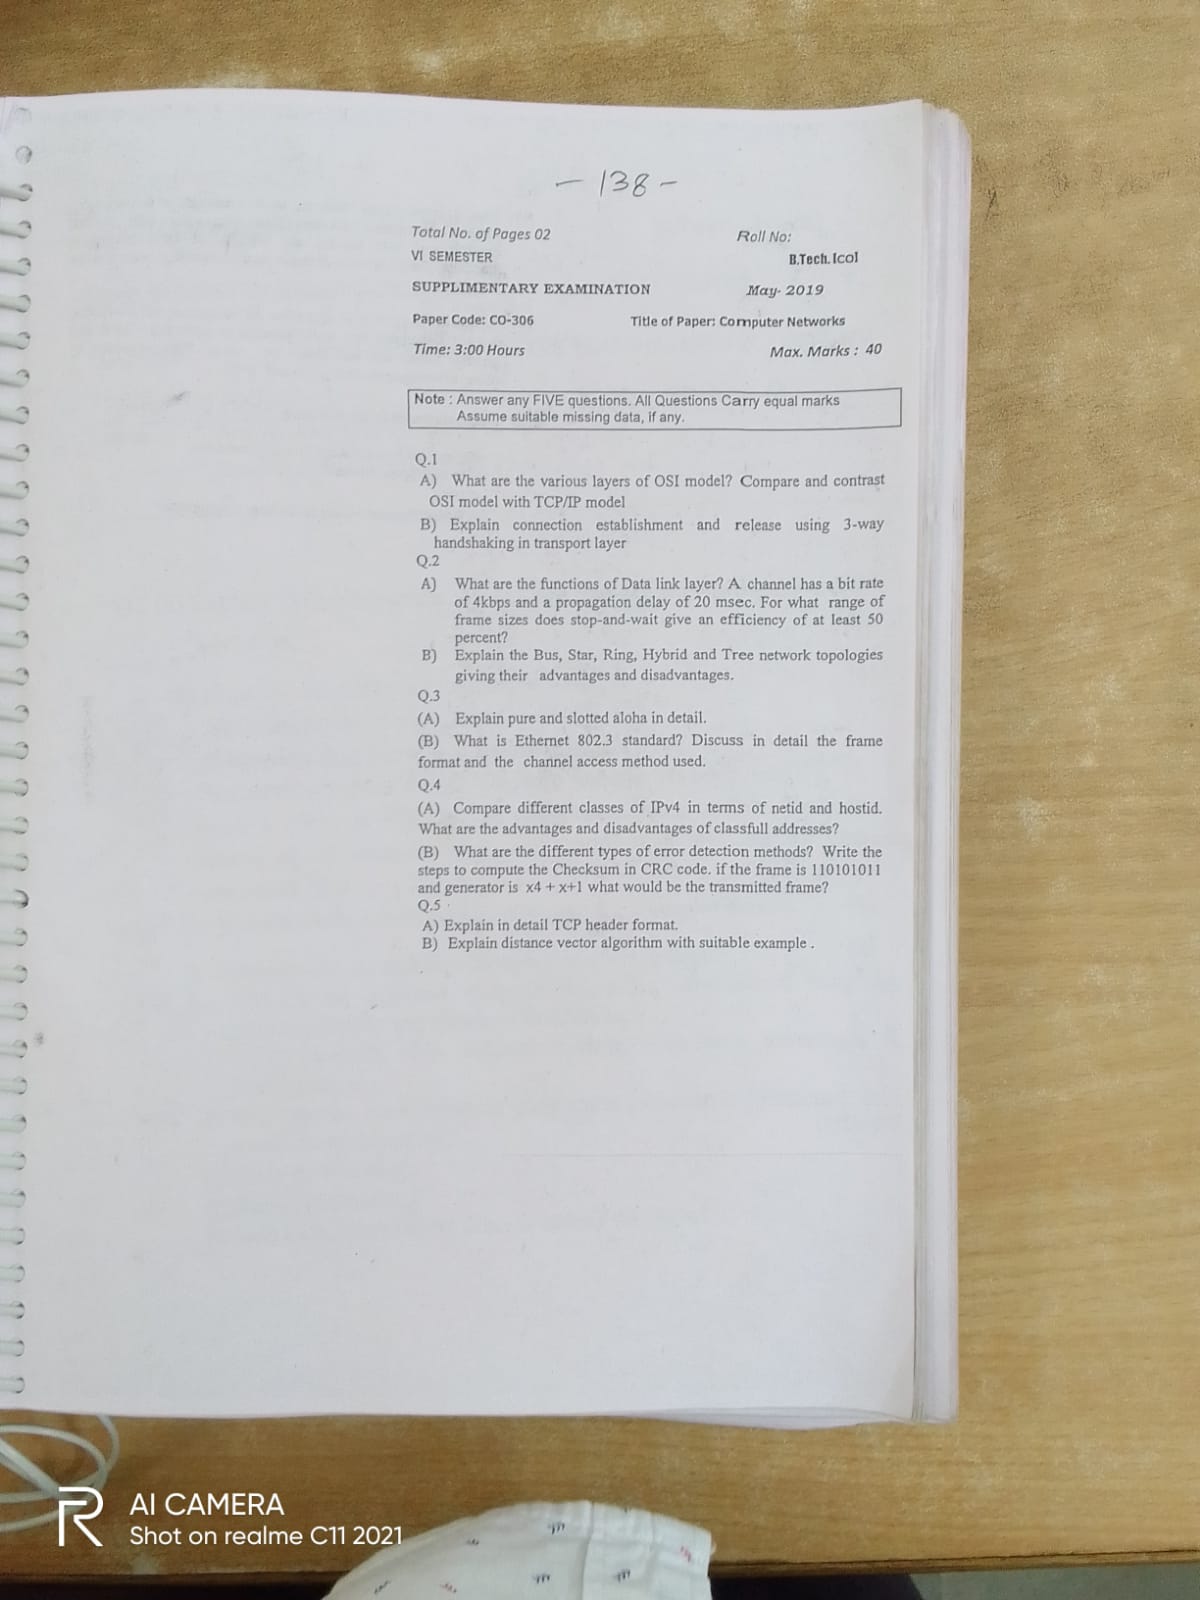 - 138 -
Total No. of Pages 02 Roll No:
VI SEMESTER B.Tech. [co]
SUPPLIMENTARY EXAMINATION May- 2019
Paper Code: CO-306 Title of Paper: Computer Networks
Time: 3:00 Hours Max. Marks : 40
Note : Answer any FIVE questions. All Questions Carry equal marks
Assume suitable missing data, if any.
Q.1
A) What are the various layers of OSI model? Compare and contrast
OSI model with TCP/IP model
B) Explain connection establishment and release using 3-way
handshaking in transport layer
Q.2
A) What are the functions of Data link layer? A channel has a bit rate
of 4kbps and a propagation delay of 20 msec. For what range of
frame sizes does stop-and-wait give an efficiency of at least 50
percent?
B) Explain the Bus, Star, Ring, Hybrid and Tree network topologies
giving their advantages and disadvantages.
Q.3
(A) Explain pure and slotted aloha in detail.
(B) What is Ethernet 802.3 standard? Discuss in detail the frame
format and the channel access method used.
Q.4
(A) Compare different classes of IPv4 in terms of netid and hostid.
What are the advantages and disadvantages of classfull addresses?
(B) What are the different types of error detection methods? Write the
steps to compute the Checksum in CRC code. if the frame is 110101011
and generator is x4 + x+1 what would be the transmitted frame?
Q.5
A) Explain in detail TCP header format.
B) Explain distance vector algorithm with suitable example .
R AI CAMERA
Shot on realme C11 2021